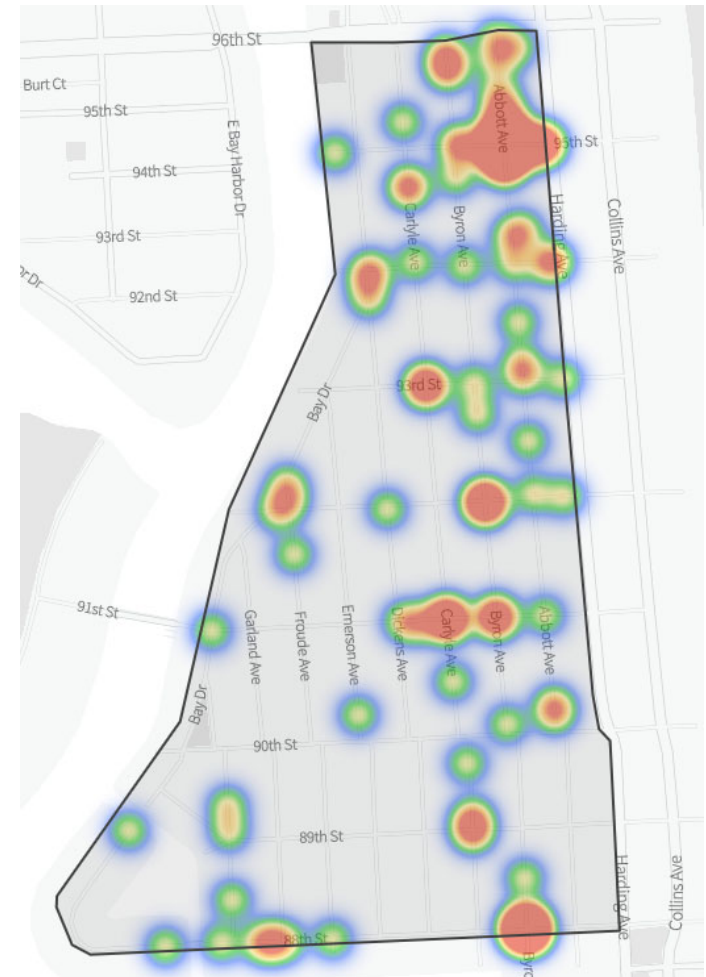 96th St
Burt Ct
95th St
E Bay Harbor Dr
Abbott Ave
95th St
94th St
Carlyle Ave
Byron Ave
Harding Ave
Collins Ave
93rd St
or Dr
92nd St
93rd St
Bay Dr
91st St
Garland Ave
Froude Ave
Emerson Ave
Dickens Ave
Carlyle Ave
Byron Ave
Abbott Ave
Bay Dr
90th St
89th St
Harding Ave
Collins Ave
88th St
Byro